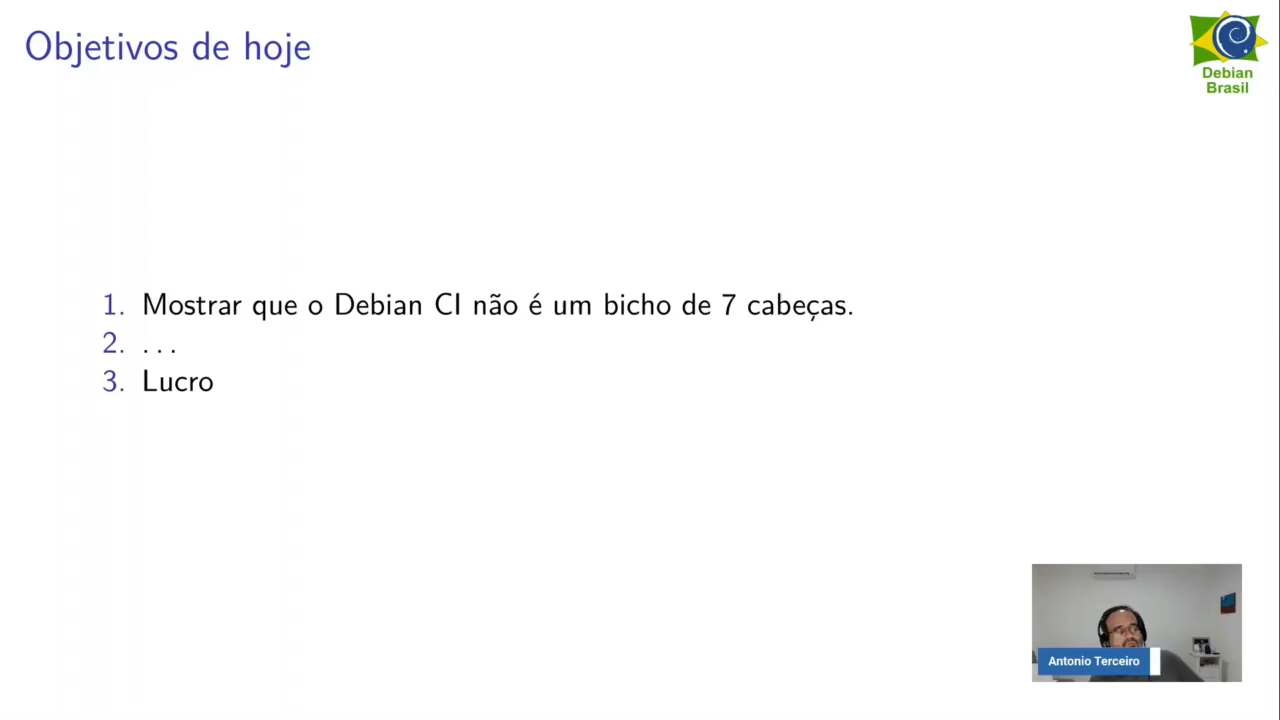 Objetivos de hoje
Debian
Brasil
1. Mostrar que o Debian CI não é um bicho de 7 cabeças.
2. . . .
3. Lucro
Antonio Terceiro